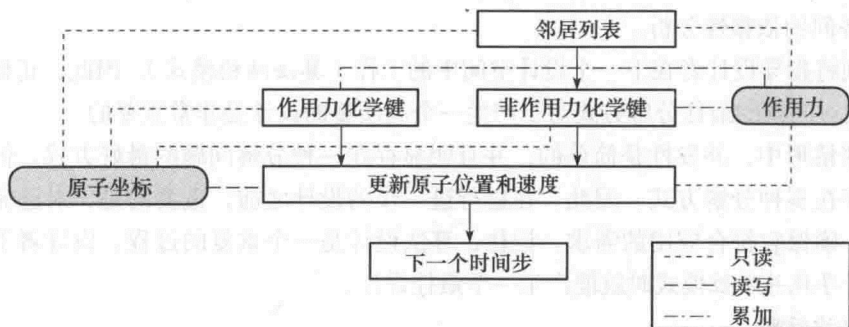 邻居列表
作用力化学键
非作用力化学键
作用力
原子坐标
更新原子位置和速度
下一个时间步
只读
读写
累加